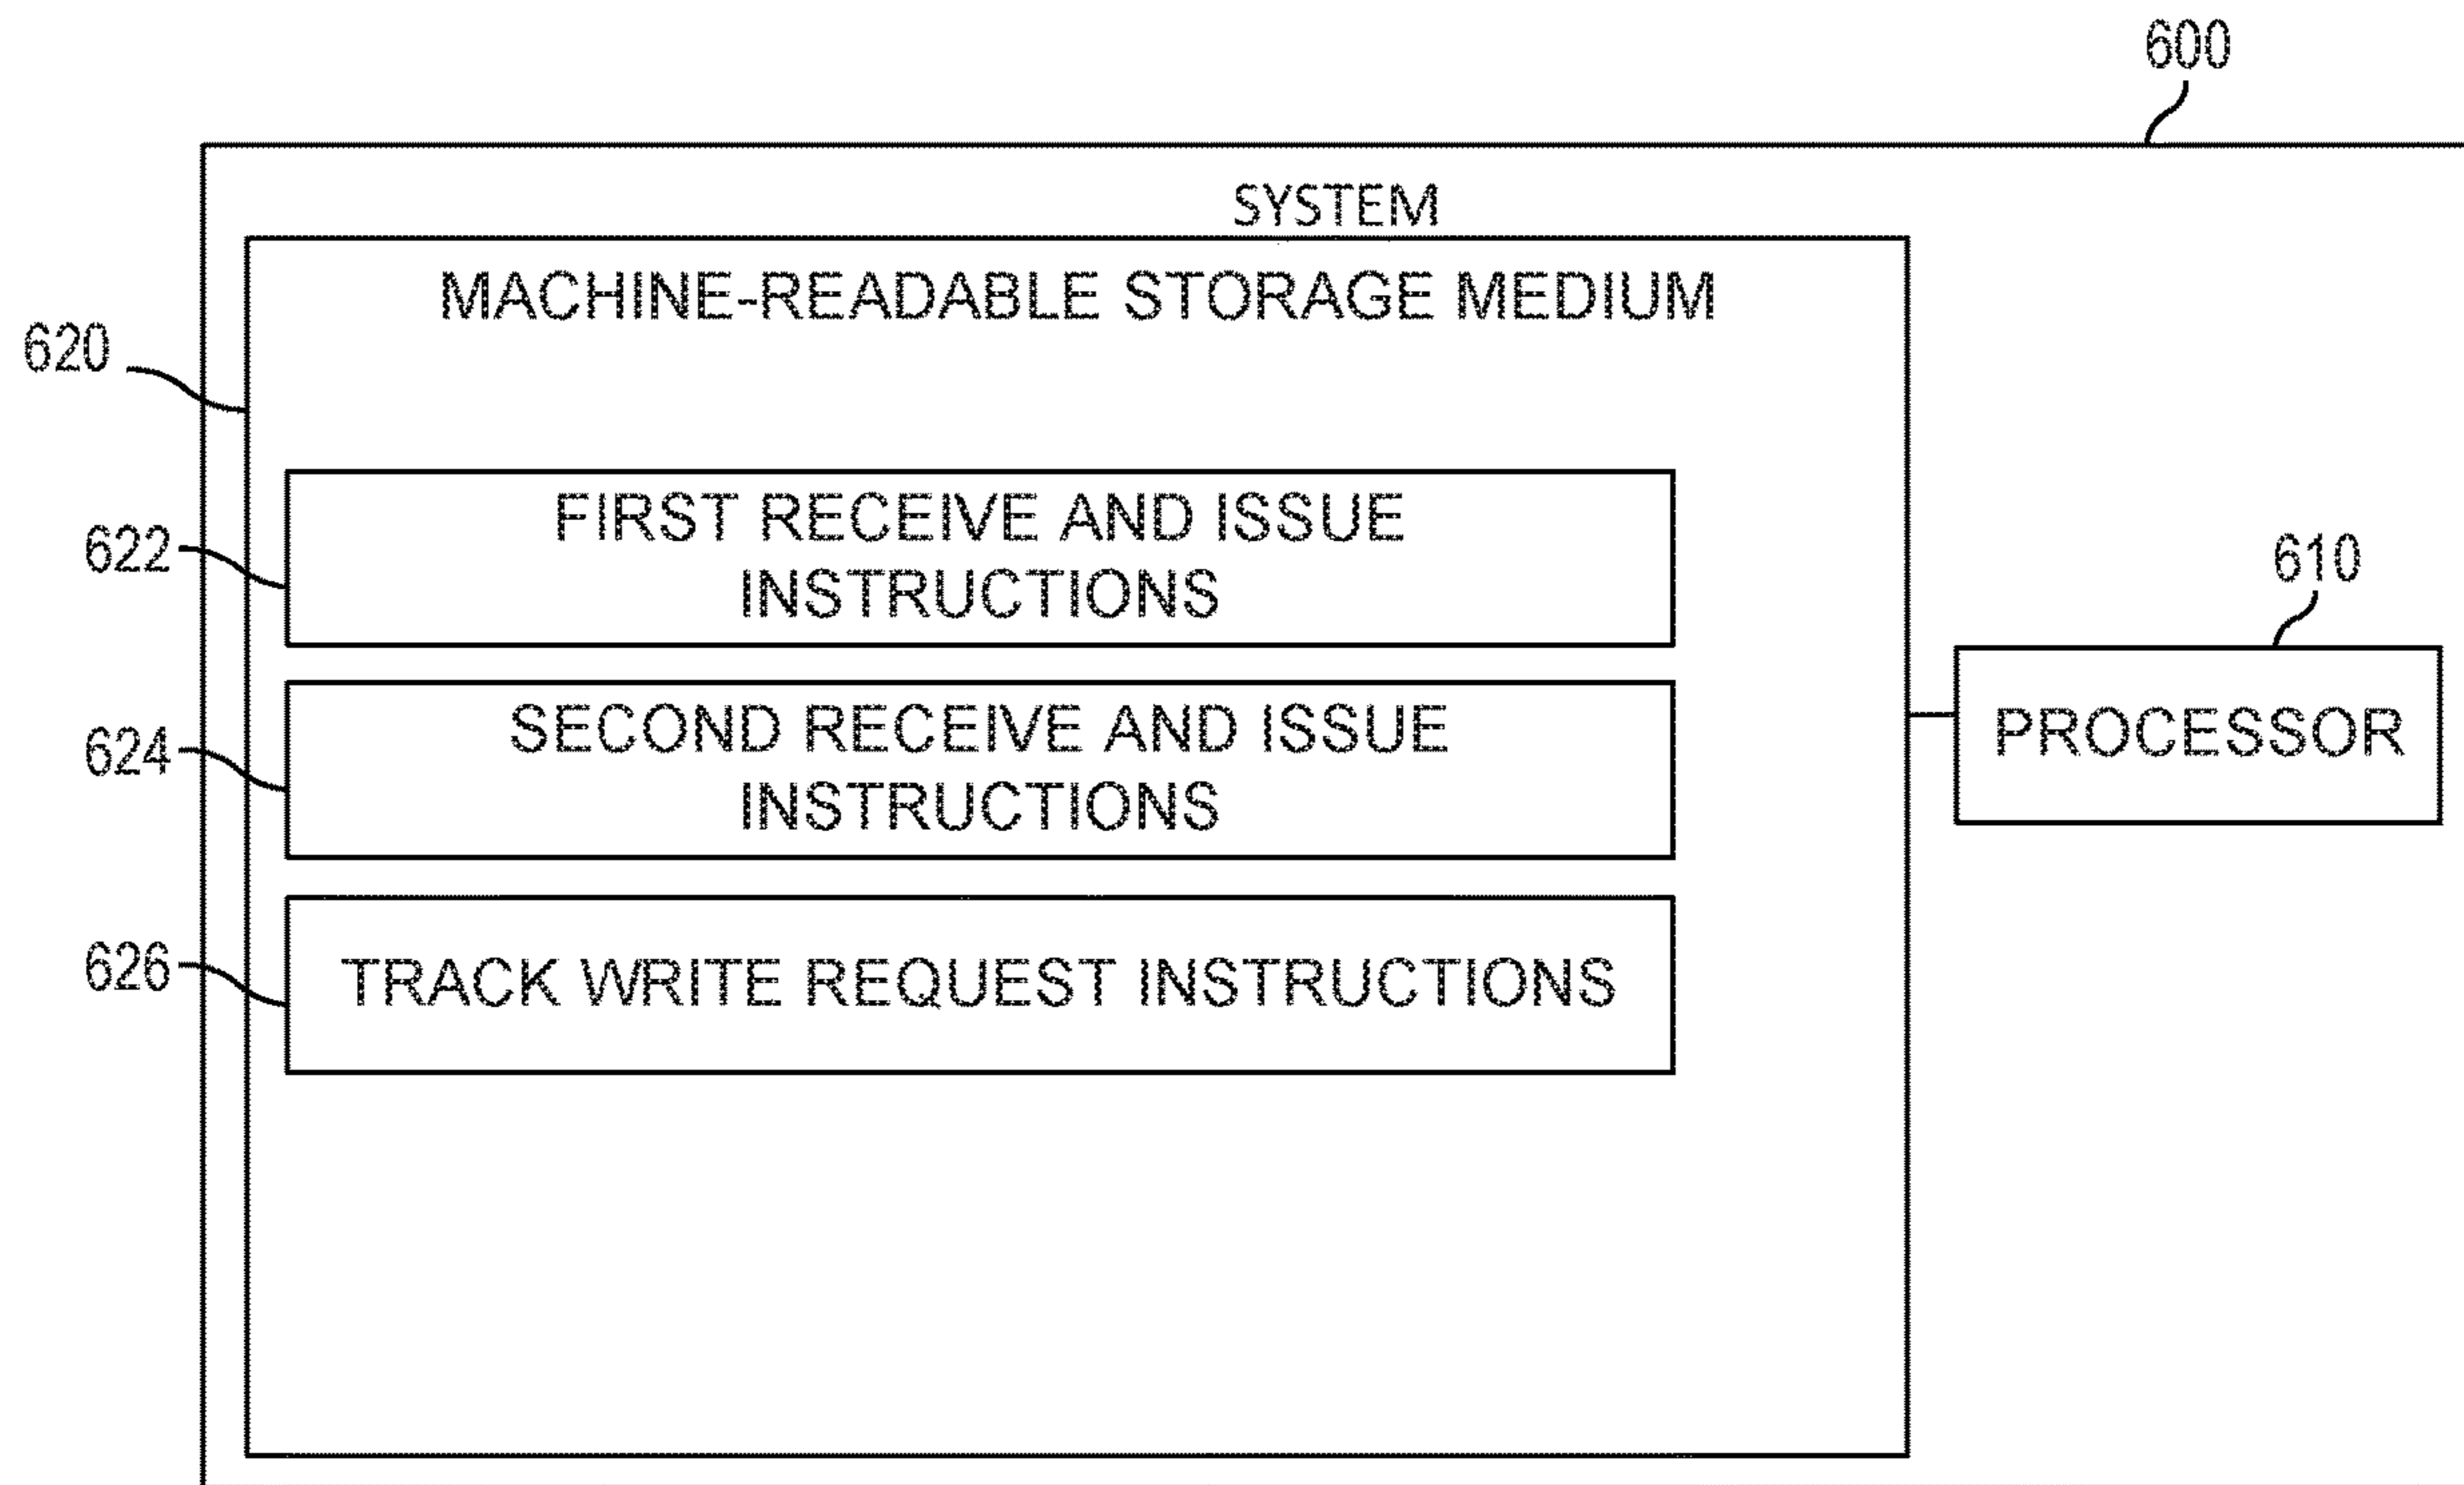 600
SYSTEM
MACHINE-READABLE STORAGE MEDIUM
620
FIRST RECEIVE AND ISSUE
INSTRUCTIONS
622
610
SECOND RECEIVE AND ISSUE
INSTRUCTIONS
624
PROCESSOR
TRACK WRITE REQUEST INSTRUCTIONS
626